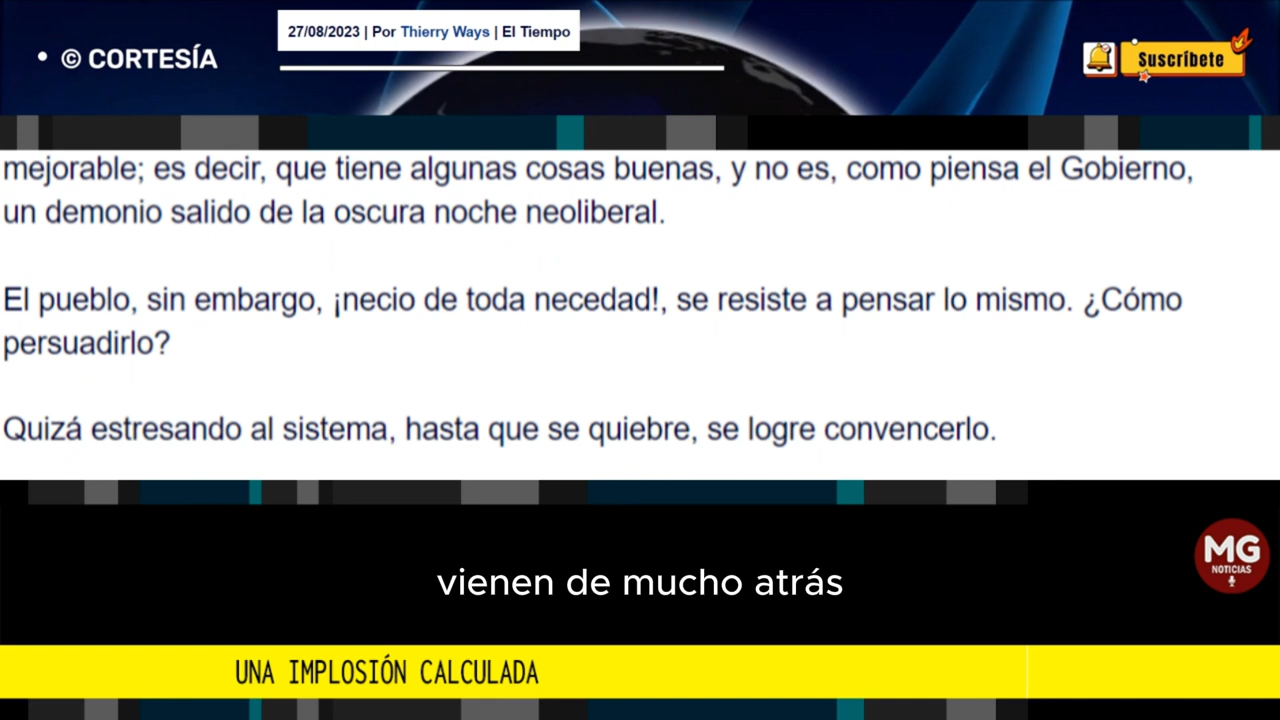 27/08/2023 | Por Thierry Ways | El Tiempo
• © CORTESÍA
Suscríbete
mejorable; es decir, que tiene algunas cosas buenas, y no es, como piensa el Gobierno,
un demonio salido de la oscura noche neoliberal.
El pueblo, sin embargo, ¡necio de toda necedad!, se resiste a pensar lo mismo. ¿Cómo
persuadirlo?
Quizá estresando al sistema, hasta que se quiebre, se logre convencerlo.
MG
NOTICIAS
vienen de mucho atrás
UNA IMPLOSIÓN CALCULADA